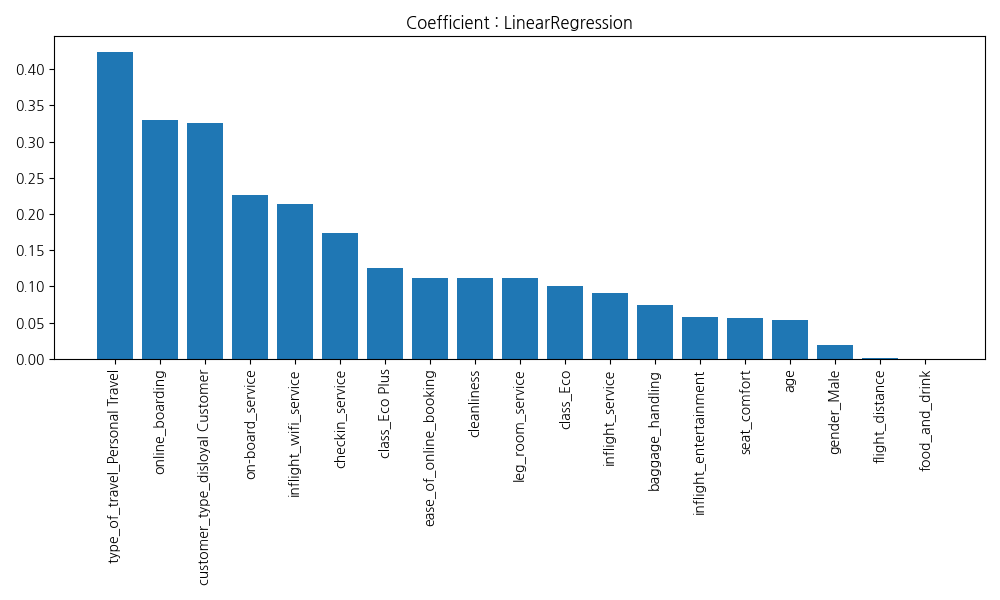 Coefficient : LinearRegression
0.40
0.35
0.30
0.25
0.20
0.15
0.10
0.05
0.00
type_of_travel_Personal Travel
online_boarding
customer_type_disloyal Customer
on-board_service
inflight_wifi_service
checkin_service
class_Eco Plus
ease_of_online_booking
cleanliness
leg_room_service
class_Eco
inflight_service
baggage_handling
inflight_entertainment
seat_comfort
age
gender_Male
flight_distance
food_and_drink